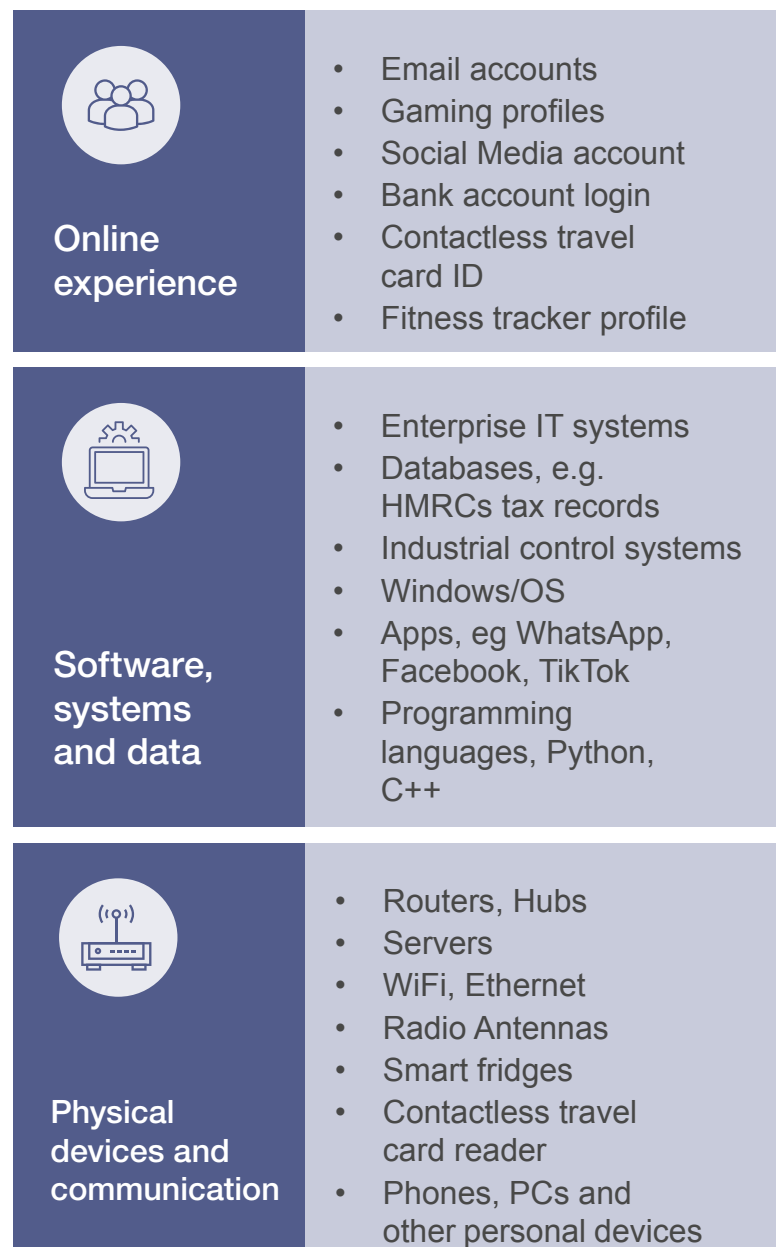 Online
experience
• Email accounts
• Gaming profiles
• Social Media account
• Bank account login
• Contactless travel
card ID
• Fitness tracker profile
Software,
systems
and data
• Enterprise IT systems
• Databases, e.g.
HMRCs tax records
• Industrial control systems
• Windows/OS
• Apps, eg WhatsApp,
Facebook, TikTok
• Programming
languages, Python,
C++
Physical
devices and
communication
• Routers, Hubs
• Servers
• WiFi, Ethernet
• Radio Antennas
• Smart fridges
• Contactless travel
card reader
• Phones, PCs and
other personal devices